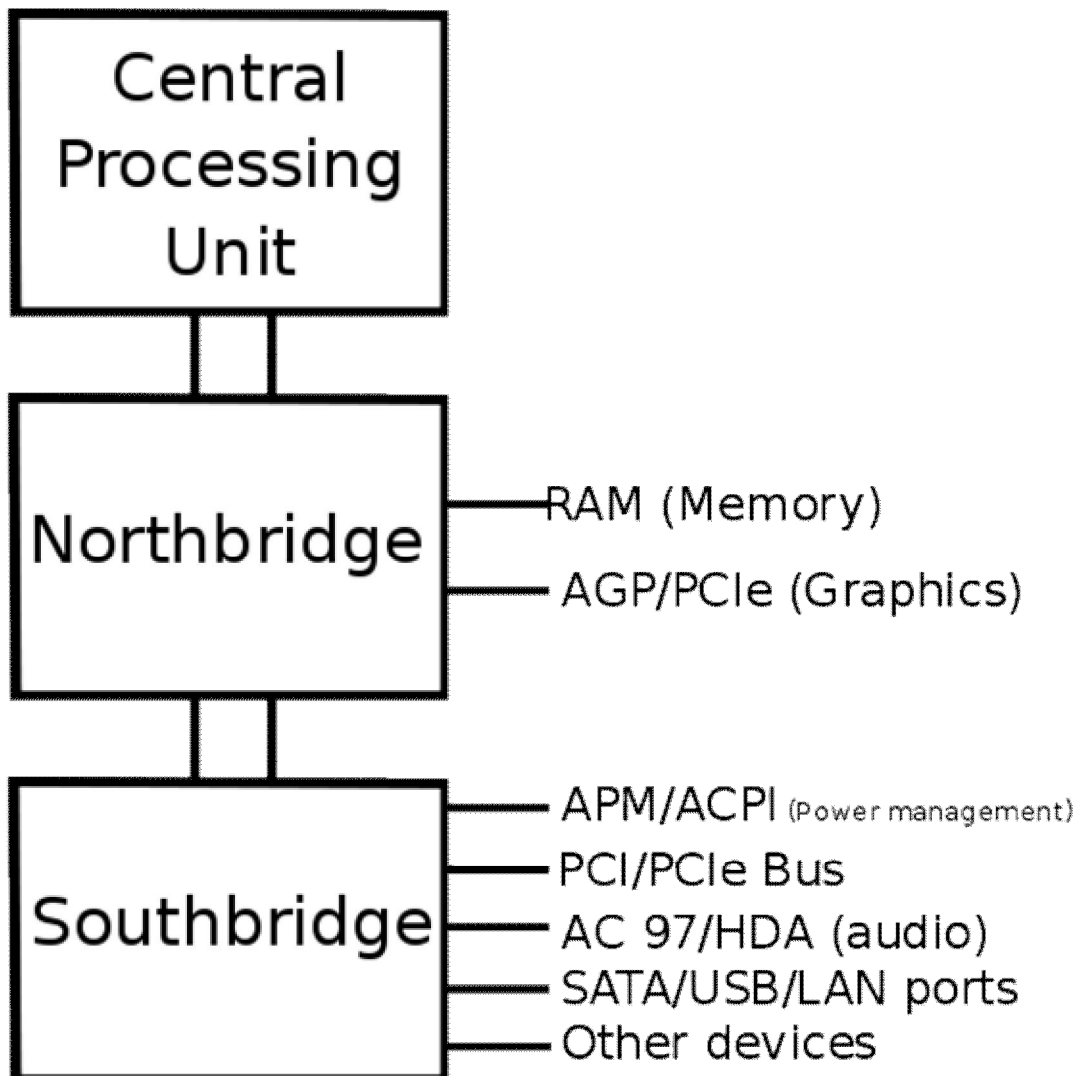 Central
Processing
Unit
Northbridge
RAM (Memory)
AGP/PCIe (Graphics)
Southbridge
APM/ACPI (Power management)
PCI/PCIe Bus
AC 97/HDA (audio)
SATA/USB/LAN ports
Other devices